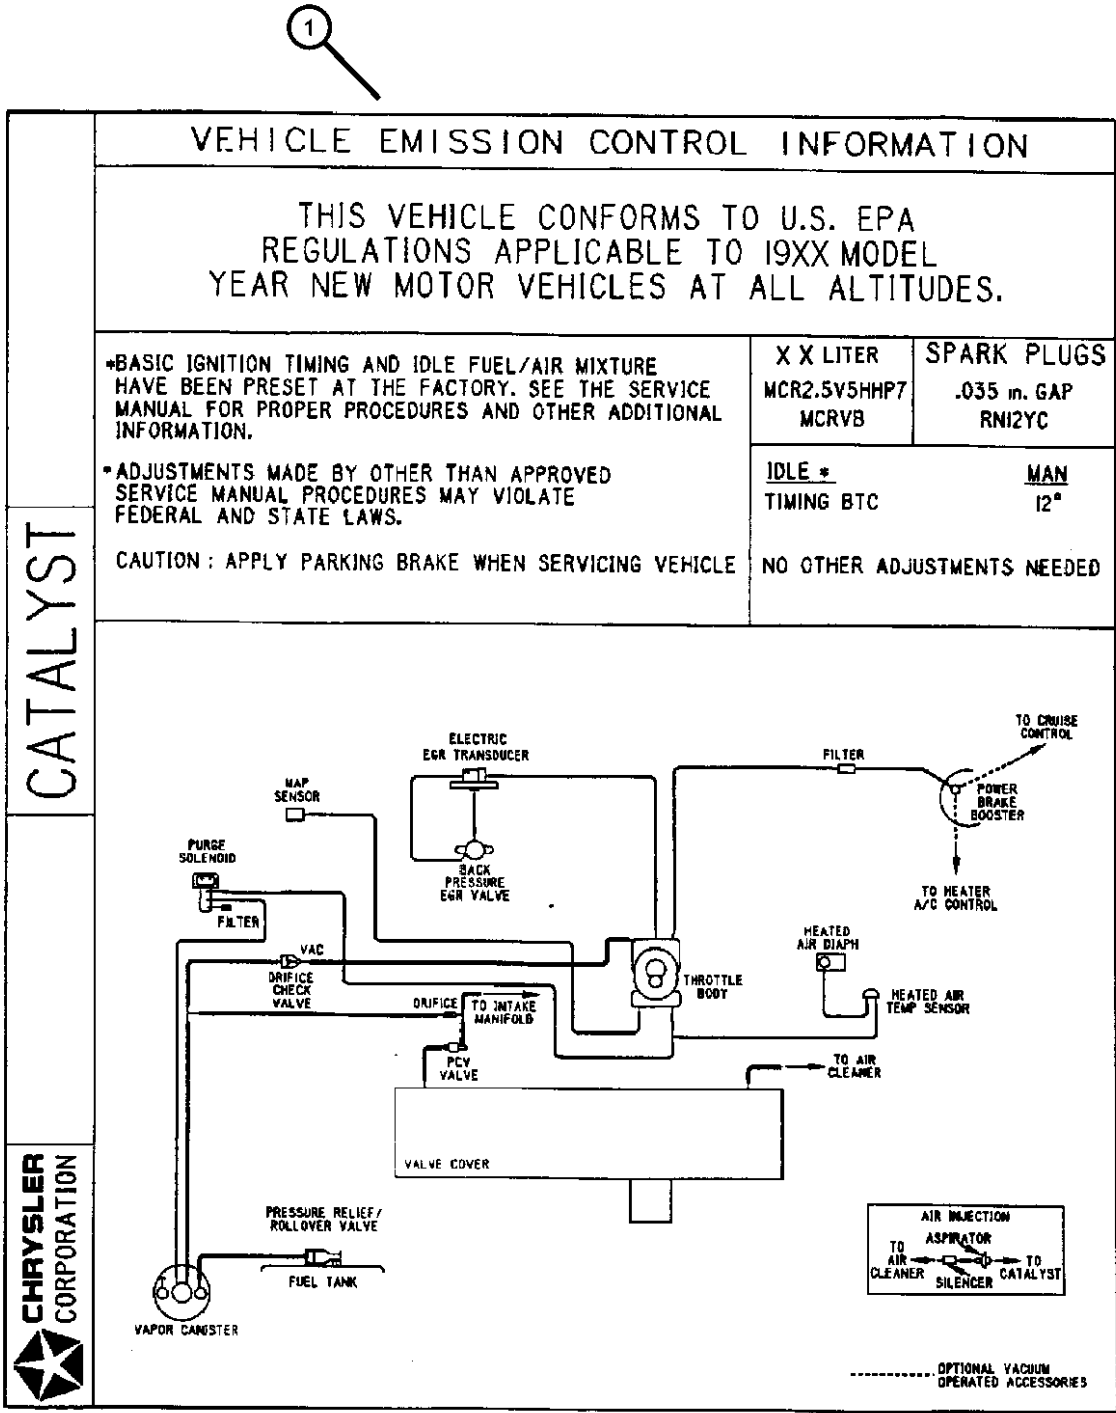 1
VEHICLE EMISSION CONTROL INFORMATION
THIS VEHICLE CONFORMS TO U.S. EPA
REGULATIONS APPLICABLE TO 19XX MODEL
YEAR NEW MOTOR VEHICLES AT ALL ALTITUDES.
*BASIC IGNITION TIMING AND IDLE FUEL/AIR MIXTURE
HAVE BEEN PRESET AT THE FACTORY. SEE THE SERVICE
MANUAL FOR PROPER PROCEDURES AND OTHER ADDITIONAL
INFORMATION.
*ADJUSTMENTS MADE BY OTHER THAN APPROVED
SERVICE MANUAL PROCEDURES MAY VIOLATE
FEDERAL AND STATE LAWS.
CAUTION : APPLY PARKING BRAKE WHEN SERVICING VEHICLE
X X LITER
MCR2.5V5HHP7
MCRVB
SPARK PLUGS
.035 in. GAP
RN12YC
IDLE * MAN
TIMING BTC 12°
NO OTHER ADJUSTMENTS NEEDED
CATALYST
CHRYSLER
CORPORATION
ELECTRIC
EGR TRANSDUCER
MAP
SENSOR
PURGE
SOLENOID
FILTER
BACK
PRESSURE
EGR VALVE
FILTER
TO CRUISE
CONTROL
POWER
BRAKE
BOOSTER
TO HEATER
A/C CONTROL
HEATED
AIR DIAPH
HEATED AIR
TEMP SENSOR
THROTTLE
BODY
VAC
ORIFICE
CHECK
VALVE
ORIFICE
TO INTAKE
MANIFOLD
PCV
VALVE
TO AIR
CLEANER
VALVE COVER
PRESSURE RELIEF/
ROLLOVER VALVE
FUEL TANK
VAPOR CANISTER
AIR INJECTION
ASPIRATOR
TO
AIR
CLEANER
SILENCER
TO
CATALYST
OPTIONAL VACUUM
OPERATED ACCESSORIES